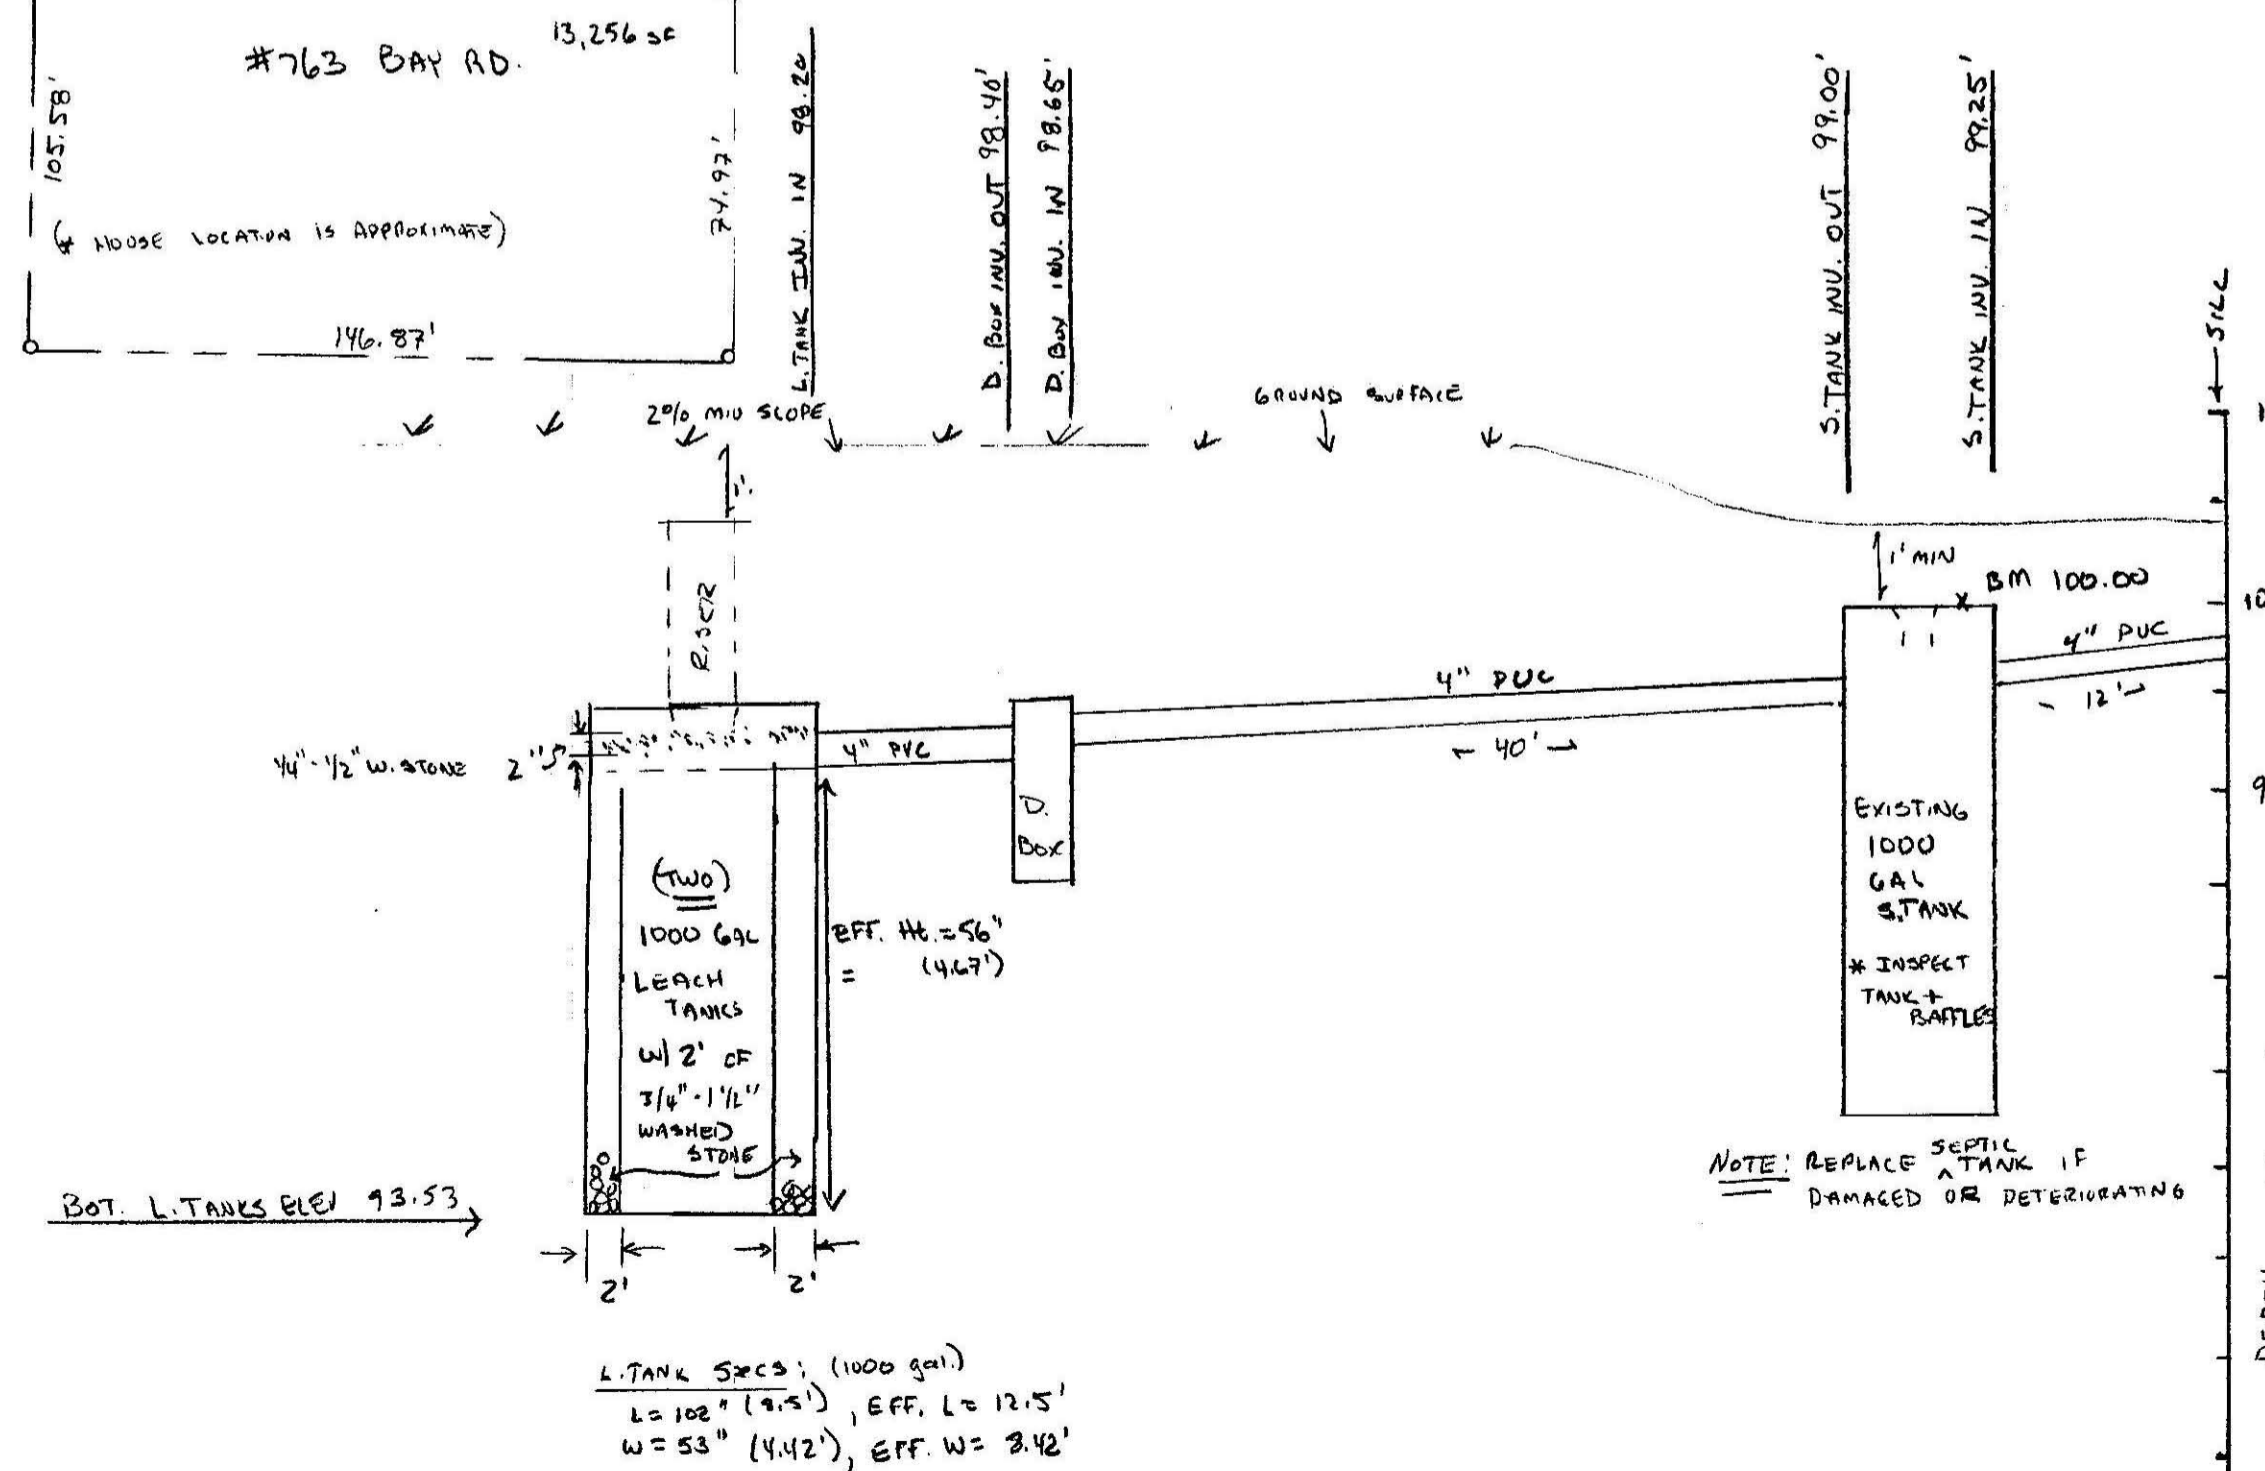 #763 BAY RD.
13,256 SF
105.58'
74.97'
(* HOUSE LOCATION IS APPROXIMATE)
146.87'
L. TANK INV. IN 98.20
D. BOX INV. OUT 98.40'
D. BOX INV. IN 98.65'
S. TANK INV. OUT 99.00'
S. TANK INV. IN 99.25'
SILL
2% MIN SLOPE
GROUND SURFACE
1'
1' MIN
BM 100.00
RISER
4" PVC
12'
4" PVC
40'
4" PVC
1/4"-1/2" W. STONE 2"
D.
BOX
EXISTING
1000
GAL
S. TANK
* INSPECT
TANK +
BAFFLES
(TWO)
1000 GAL
LEACH
TANKS
W/ 2' OF
3/4"-1 1/2"
WASHED
STONE
EFF. Ht. = 56"
= (4.67')
NOTE: REPLACE SEPTIC TANK IF
DAMAGED OR DETERIORATING
BOT. L. TANKS ELEV 93.53
2'
2'
L. TANK SPECS: (1000 gal.)
L = 102" (8.5'), EFF. L = 12.5'
W = 53" (4.42'), EFF. W = 8.42'